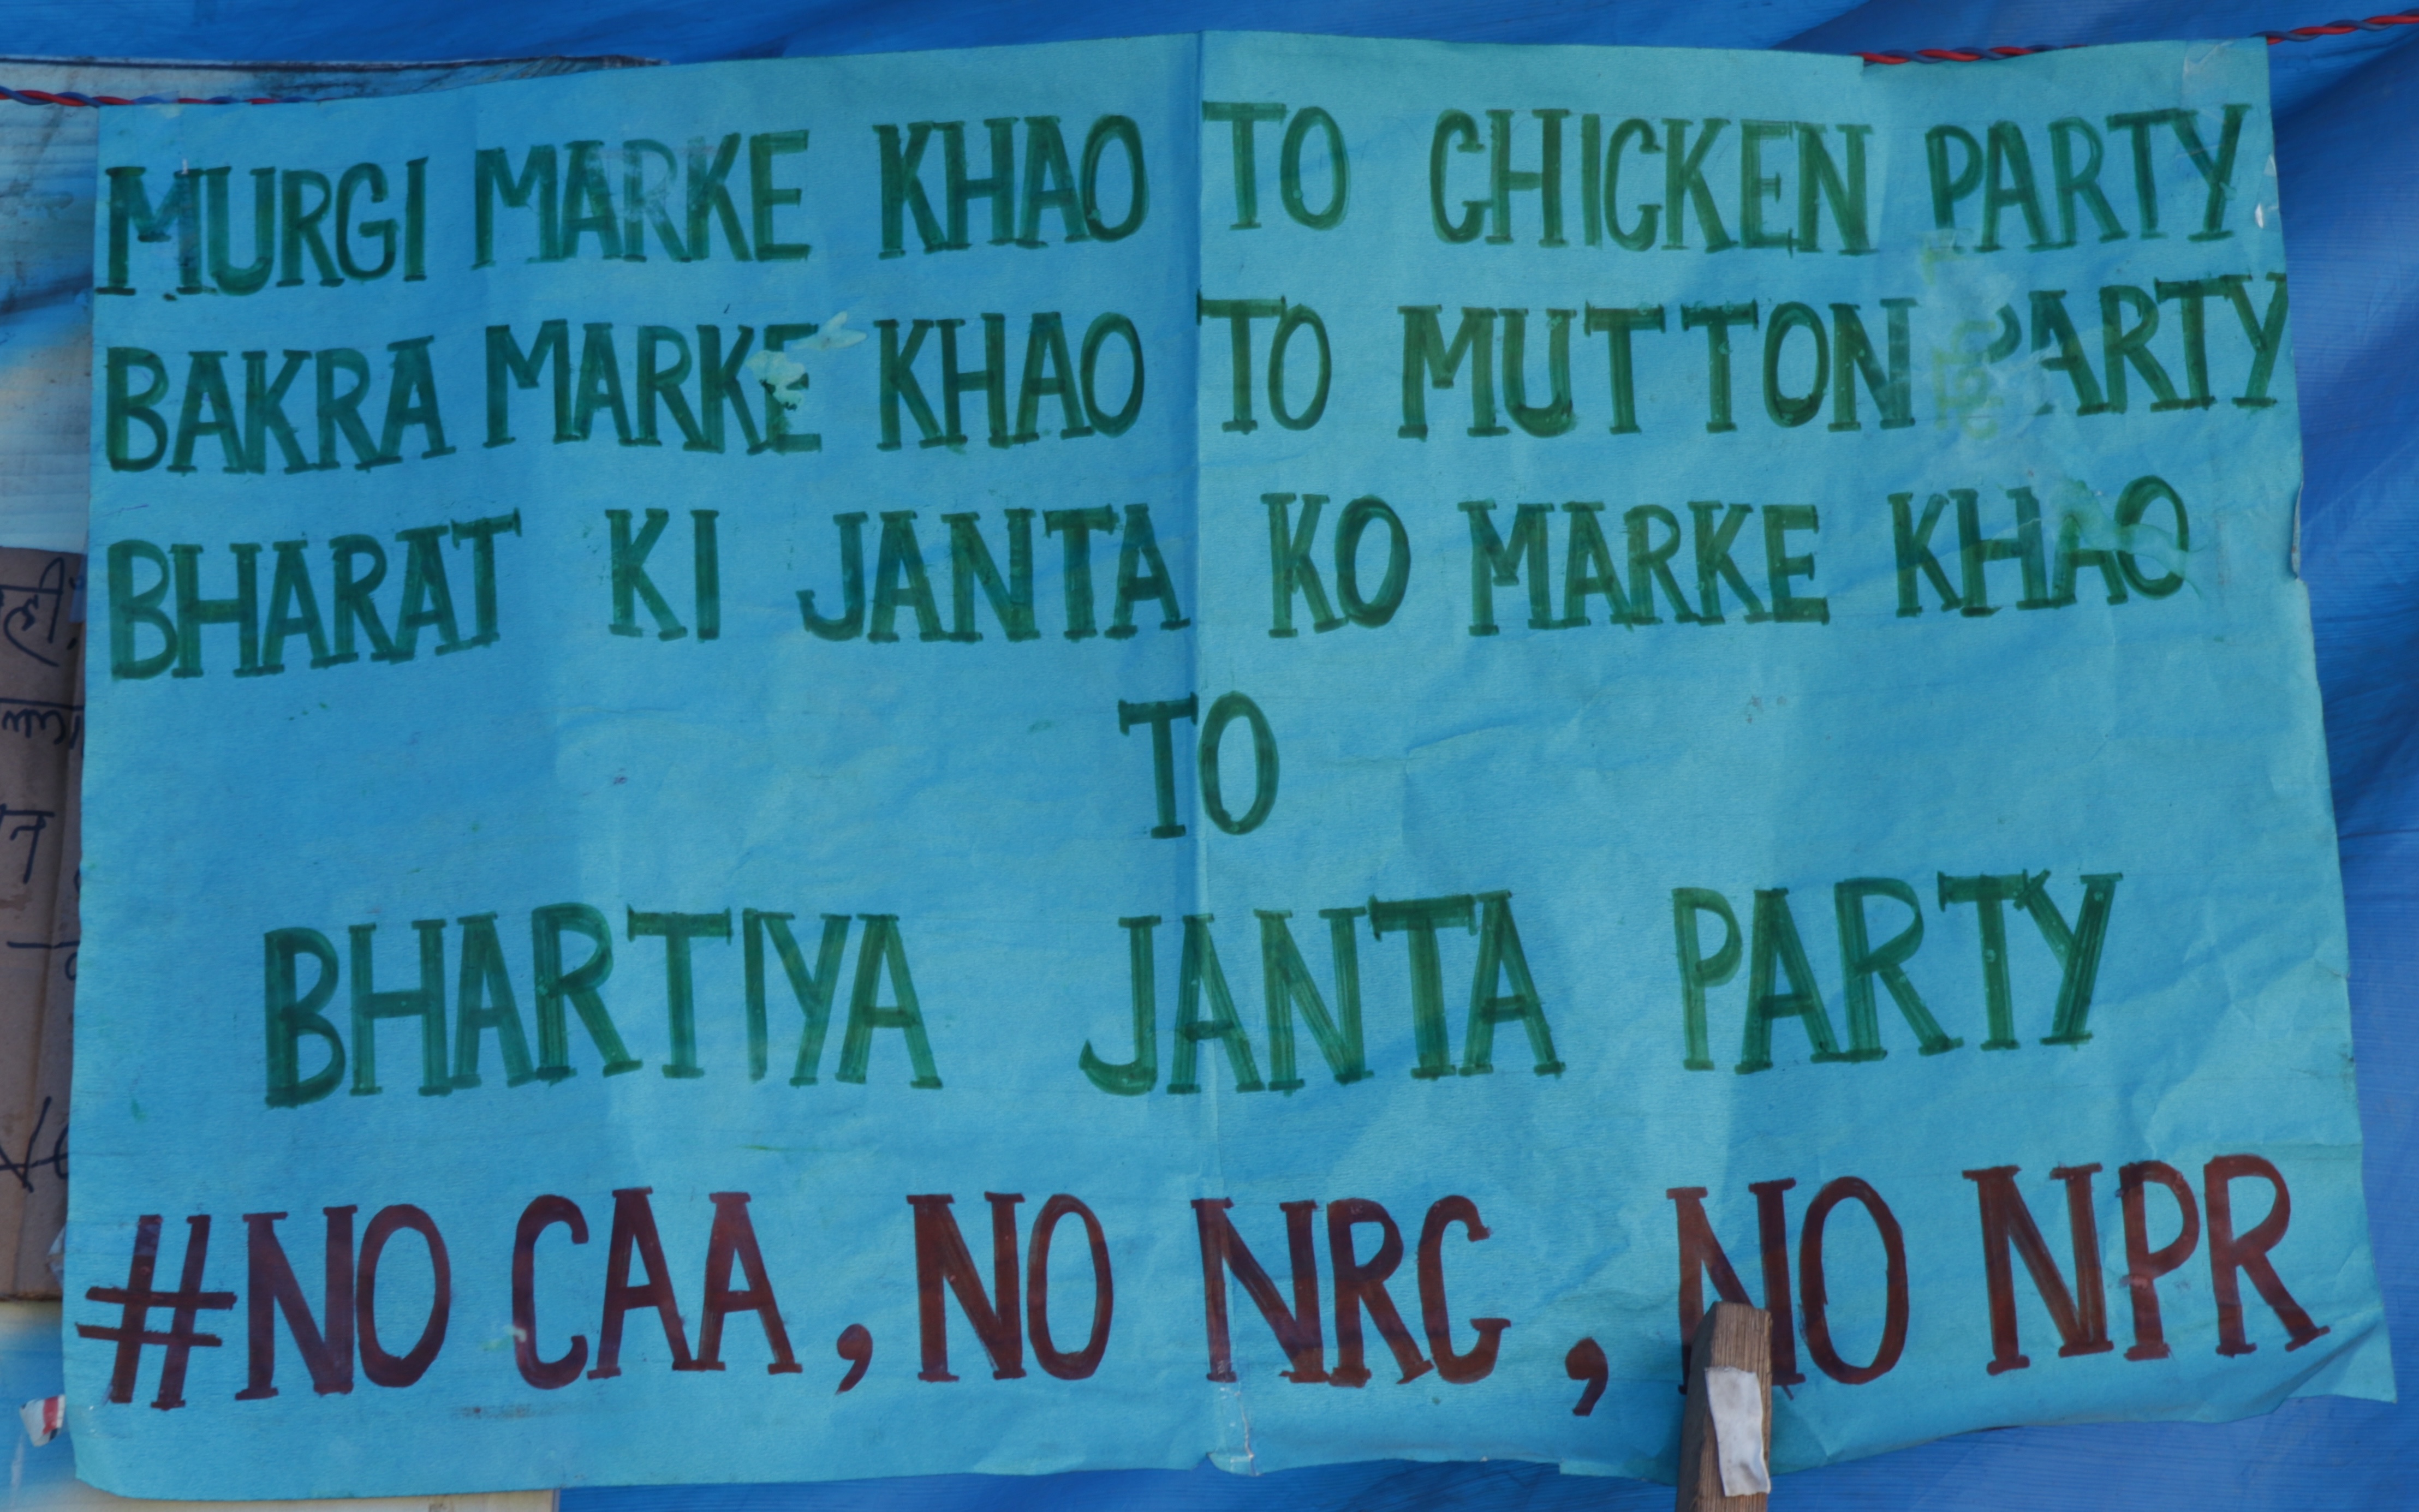 MURGI MARKE KHAO TO CHICKEN PARTY
BAKRA MARKE KHAO TO MUTTON PARTY
BHARAT KI JANTA KO MARKE KHAO
TO
BHARTIYA JANTA PARTY
#NO CAA, NO NRC, NO NPR